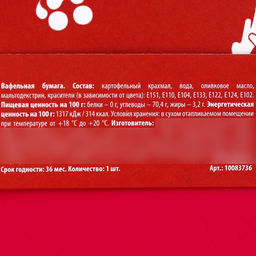 Вафельная бумага. Состав: картофельный крахмал, вода, оливковое масло,
мальтодекстрин, красители (в зависимости от цвета): E151, E110, E104, E133, E122, E124, E102.
Пищевая ценность на 100 г: белки – 0 г, углеводы – 70,4 г, жиры – 3,2 г. Энергетическая
ценность на 100 г: 1317 кДж / 314 ккал. Условия хранения: в сухом отапливаемом помещении
при температуре от +18 °C до +20 °C. Изготовитель:
Срок годности: 36 мес. Количество: 1 шт.
Арт.: 10083736